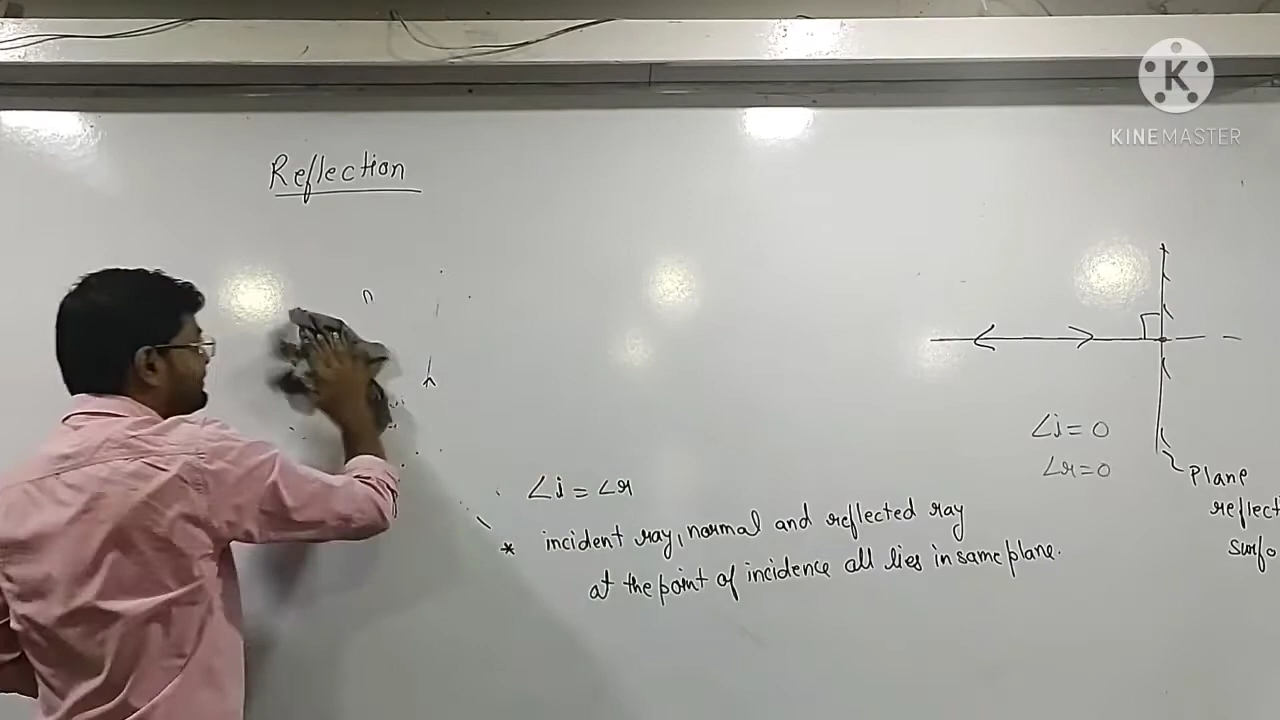 K
KINEMASTER
Reflection
n
∠i = 0
∠r = 0
∠i = ∠r
Plane
reflect
surfo
* incident ray, normal and reflected ray
at the point of incidence all lies in same plane.